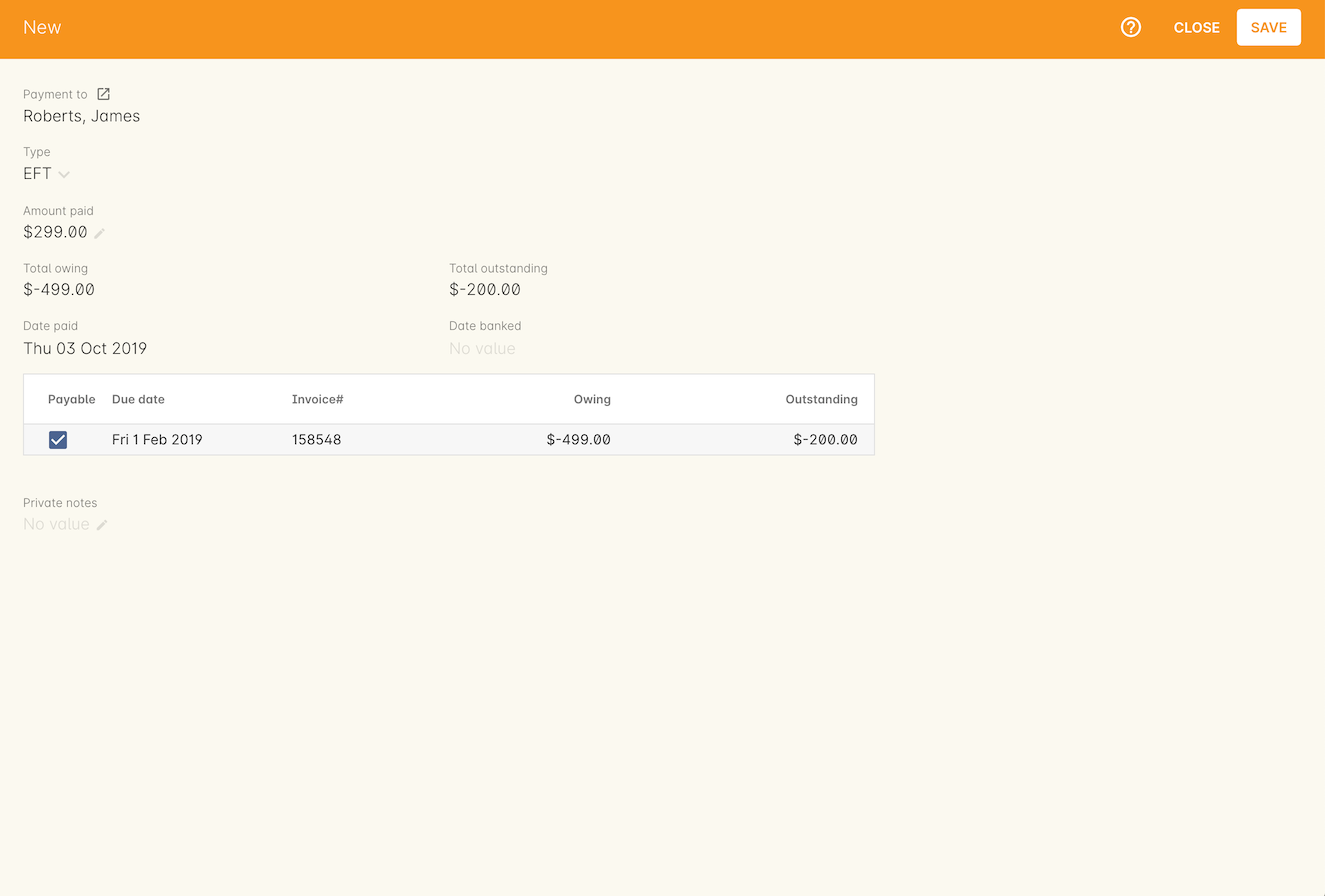 New
CLOSE SAVE
Payment to
Roberts, James
Type
EFT
Amount paid
$299.00
Total owing Total outstanding
$-499.00 $-200.00
Date paid Date banked
Thu 03 Oct 2019 No value
Payable Due date Invoice# Owing Outstanding
Fri 1 Feb 2019 158548 $-499.00 $-200.00
Private notes
No value